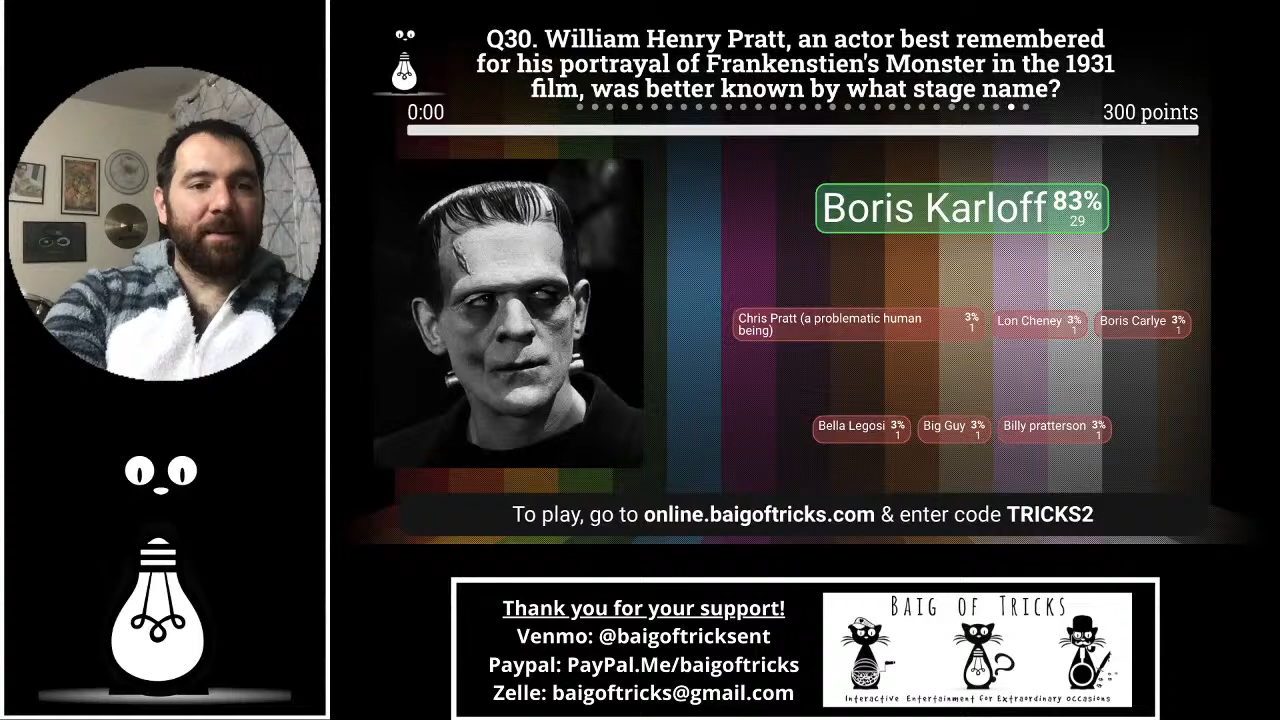 Q30. William Henry Pratt, an actor best remembered
for his portrayal of Frankenstien's Monster in the 1931
film, was better known by what stage name?
0:00
300 points
Boris Karloff 83%
29
Chris Pratt (a problematic human
being) 3%
1
Lon Cheney 3%
1
Boris Carlye 3%
1
Bella Legosi 3%
1
Big Guy 3%
1
Billy pratterson 3%
1
To play, go to online.baigoftricks.com & enter code TRICKS2
Thank you for your support!
Venmo: @baigoftricksent
Paypal: PayPal.Me/baigoftricks
Zelle: baigoftricks@gmail.com
BAIG OF TRICKS
Interactive Entertainment for Extraordinary Occasions